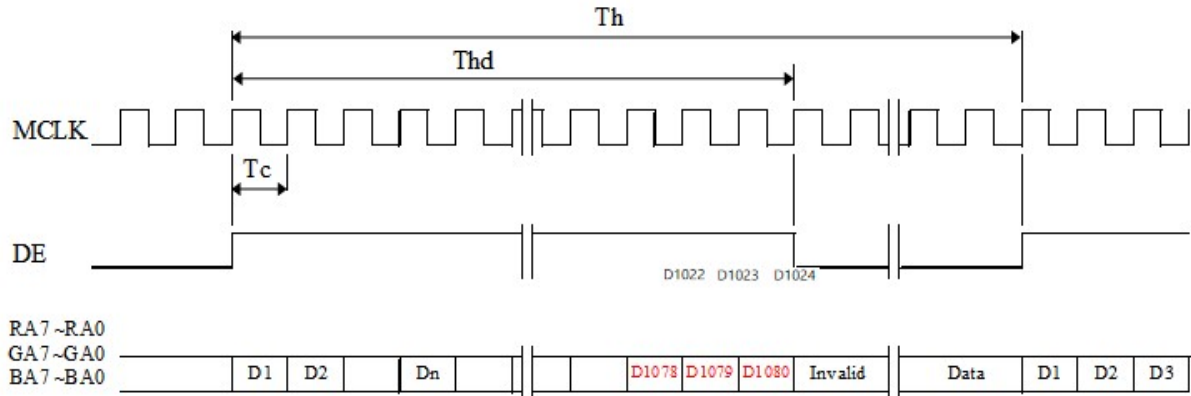 Th
Thd
MCLK
Tc
DE
D1022 D1023 D1024
RA7~RA0
GA7~GA0
BA7~BA0
D1 D2 Dn D1078 D1079 D1080 Invalid Data D1 D2 D3